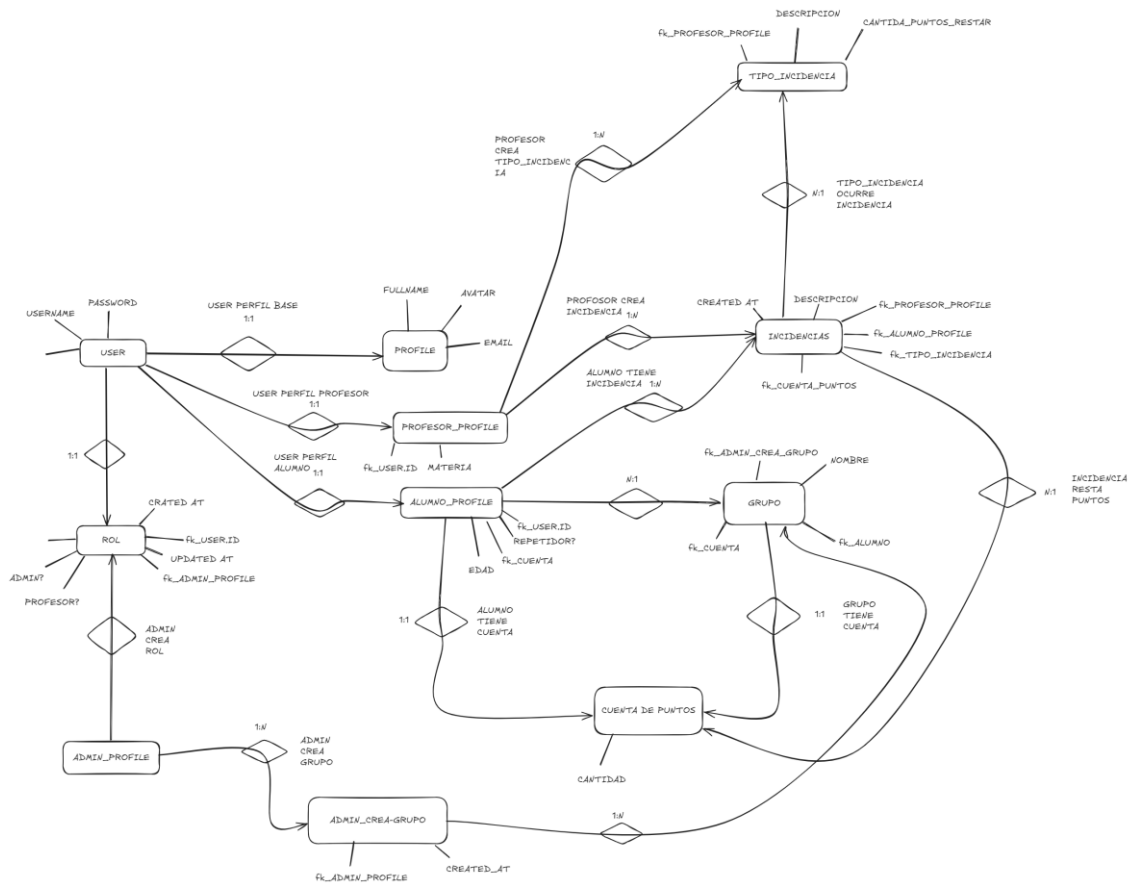 DESCRIPCION
CANTIDA_PUNTOS_RESTAR
fk_PROFESOR_PROFILE
TIPO_INCIDENCIA
1:N
PROFESOR
CREA
TIPO_INCIDENC
IA
N:1
TIPO_INCIDENCIA
OCURRE
INCIDENCIA
FULLNAME
AVATAR
EMAIL
PROFILE
USER PERFIL BASE
1:1
PASSWORD
USERNAME
USER
PROFOSOR CREA
INCIDENCIA
1:N
CREATED AT
DESCRIPCION
fk_PROFESOR_PROFILE
fk_ALUMNO_PROFILE
fk_TIPO_INCIDENCIA
INCIDENCIAS
fk_CUENTA_PUNTOS
ALUMNO TIENE
INCIDENCIA
1:N
USER PERFIL PROFESOR
1:1
PROFESOR_PROFILE
fk_USER.ID
MATERIA
USER PERFIL
ALUMNO
1:1
1:1
ALUMNO_PROFILE
fk_USER.ID
REPETIDOR?
fk_CUENTA
EDAD
N:1
fk_ADMIN_CREA_GRUPO
NOMBRE
GRUPO
fk_CUENTA
fk_ALUMNO
N:1
INCIDENCIA
RESTA
PUNTOS
CRATED AT
ROL
fk_USER.ID
UPDATED AT
fk_ADMIN_PROFILE
ADMIN?
PROFESOR?
ADMIN
CREA
ROL
1:1
ALUMNO
TIENE
CUENTA
1:1
GRUPO
TIENE
CUENTA
CUENTA DE PUNTOS
CANTIDAD
ADMIN_PROFILE
1:N
ADMIN
CREA
GRUPO
ADMIN_CREA-GRUPO
1:N
fk_ADMIN_PROFILE
CREATED_AT